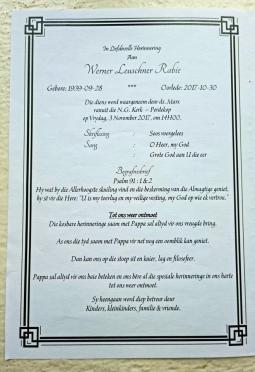 In Liefdevolle Herinnering
Aan
Werner Leuschner Rabie
Gebore: 1939-09-28 *** Oorlede: 2017-10-30
Die diens word waargeneem deur ds. Marx
vanuit die N.G. Kerk – Perdekop
op Vrydag, 3 November 2017, om 14H00.
Skriflesing : Soos voorgelees
Sang : O Heer, my God
: Grote God aan U die eer
Begrafnisbrief
Psalm 91 : 1 & 2
Hy wat by die Allerhoogste skuiling vind en die beskerming van die Almagtige geniet,
hy sê vir die Here: "U is my toevlug en my veilige vesting, my God op wie ek vertrou."
Tot ons weer ontmoet
Die kosbare herinneringe saam met Pappa sal altyd vir ons vreugde bring.
As ons die tyd saam met Pappa vir net nog een oomblik kan geniet.
Dan kan ons op die stoep sit en kuier, lag en filosofeer.
Pappa sal altyd vir ons baie beteken en ons bêre al die spesiale herinneringe in ons harte
tot ons weer ontmoet.
Sy heengaan word diep betreur deur
Kinders, kleinkinders, familie & vriende.